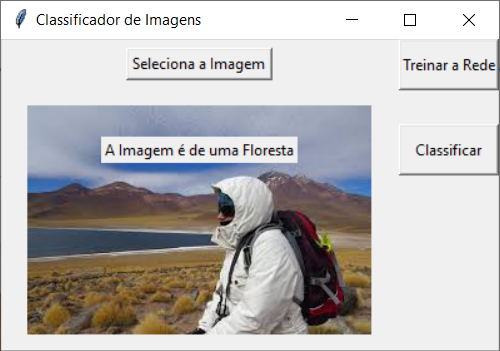 Classificador de Imagens
Seleciona a Imagem
Treinar a Rede
A Imagem é de uma Floresta
Classificar